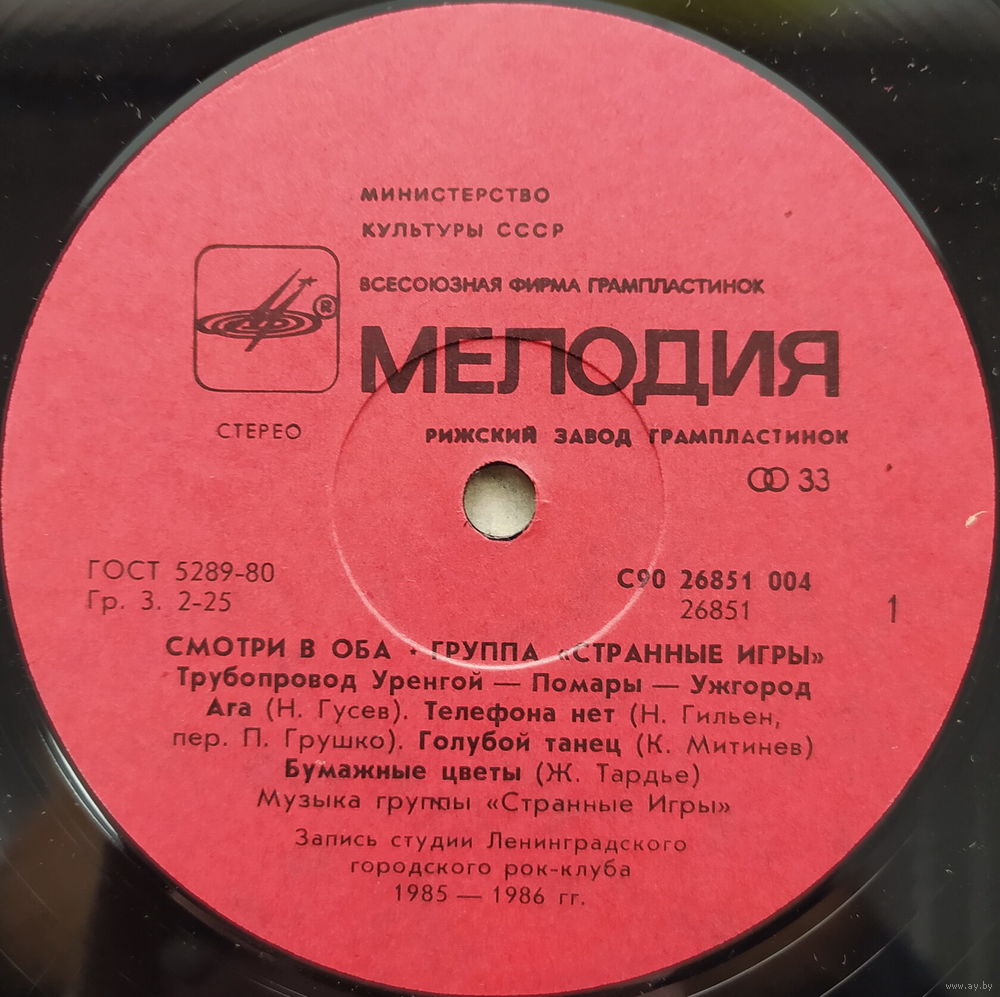 МИНИСТЕРСТВО
КУЛЬТУРЫ СССР
ВСЕСОЮЗНАЯ ФИРМА ГРАМПЛАСТИНОК
®
МЕЛОДИЯ
СТЕРЕО
РИЖСКИЙ ЗАВОД ГРАМПЛАСТИНОК
33
ГОСТ 5289-80
Гр. 3. 2-25
С90 26851 004
26851
1
СМОТРИ В ОБА • ГРУППА «СТРАННЫЕ ИГРЫ»
Трубопровод Уренгой — Помары — Ужгород
Ага (Н. Гусев). Телефона нет (Н. Гильен,
пер. П. Грушко). Голубой танец (К. Митинев)
Бумажные цветы (Ж. Тардье)
Музыка группы «Странные Игры»
Запись студии Ленинградского
городского рок-клуба
1985 — 1986 гг.
www.ay.by